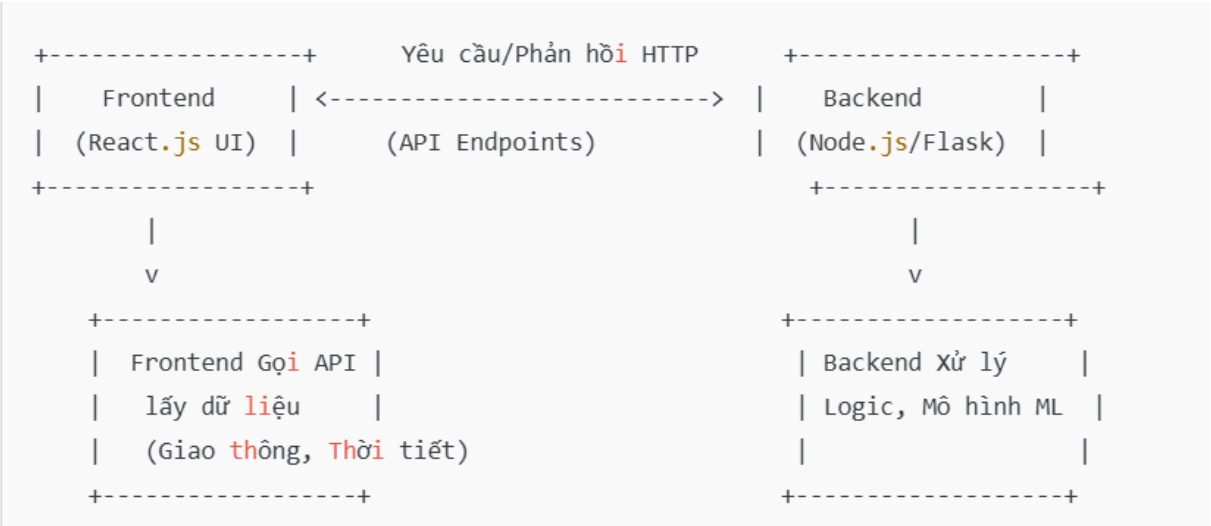 +------------------+      Yêu cầu/Phản hồi HTTP      +-------------------+
|    Frontend     | <---------------------------> |    Backend        |
|  (React.js UI)  |      (API Endpoints)           |  (Node.js/Flask)  |
+-------------------+                                   +-------------------+
        |                                                     |
        v                                                     v
    +------------------+                             +-------------------+
    |  Frontend Gọi API |                             | Backend Xử lý     |
    |   lấy dữ liệu     |                             | Logic, Mô hình ML  |
    |   (Giao thông, Thời tiết)                       |                   |
    +-------------------+                             +-------------------+